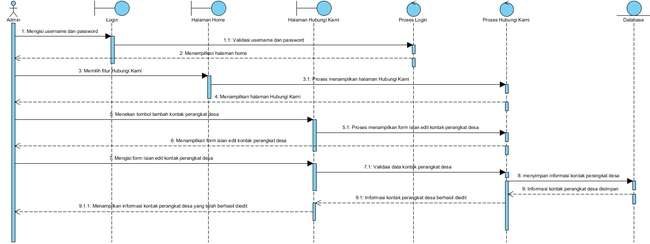 Admin
Login
Halaman Home
Halaman Hubungi Kami
Proses Login
Proses Hubungi Kami
Database
1: Mengisi username dan password
1.1: Validasi username dan password
2: Menampilkan halaman home
3: Memilih fitur Hubungi Kami
3.1: Proses menampilkan halaman Hubungi Kami
4: Menampilkan halaman Hubungi Kami
5: Menekan tombol tambah kontak perangkat desa
5.1: Proses menampilkan form isian edit kontak perangkat desa
6: Menampilkan form isian edit kontak perangkat desa
7: Mengisi form isian edit kontak perangkat desa
7.1: Validasi data kontak perangkat desa
8: menyimpan informasi kontak perangkat desa
9: Informasi kontak perangkat desa disimpan
9.1: Informasi kontak perangkat desa berhasil diedit
9.1.1: Menampilkan informasi kontak perangkat desa yang telah berhasil diedit